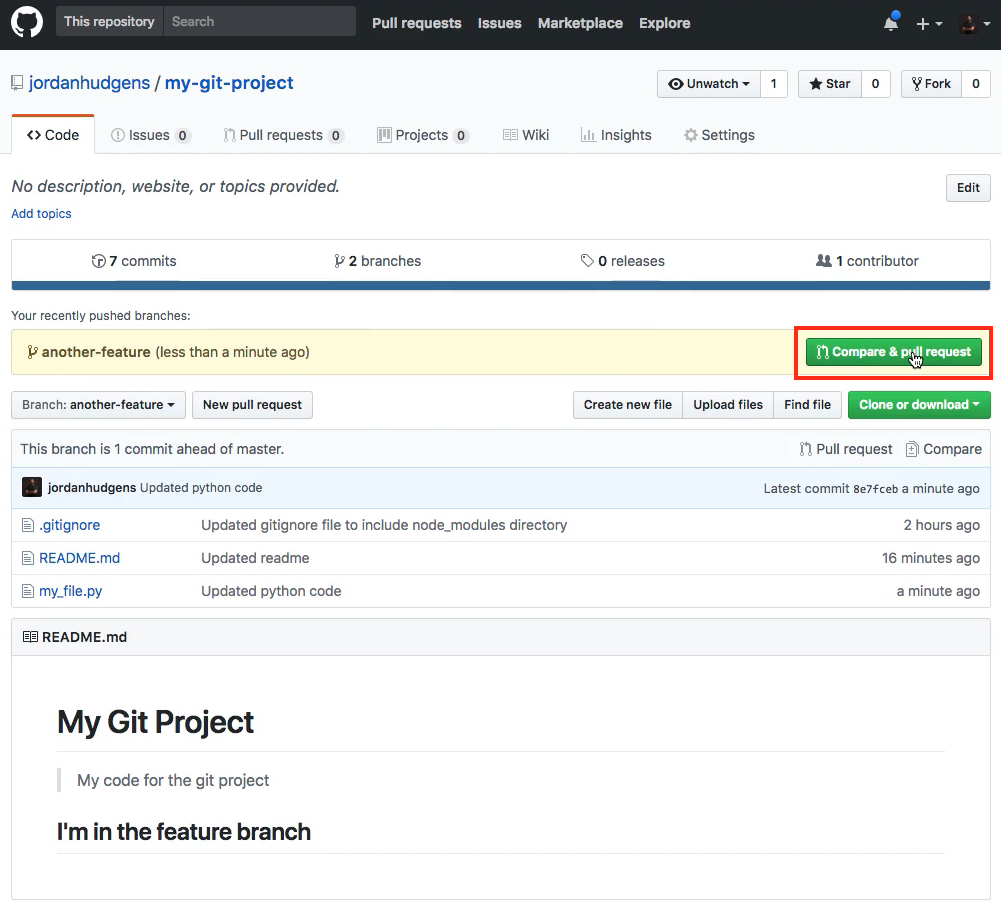 This repository Search Pull requests Issues Marketplace Explore
jordanhudgens / my-git-project Unwatch 1 Star 0 Fork 0
Code Issues 0 Pull requests 0 Projects 0 Wiki Insights Settings
No description, website, or topics provided. Edit
Add topics
7 commits 2 branches 0 releases 1 contributor
Your recently pushed branches:
another-feature (less than a minute ago) Compare & pull request
Branch: another-feature New pull request Create new file Upload files Find file Clone or download
This branch is 1 commit ahead of master. Pull request Compare
jordanhudgens Updated python code Latest commit 8e7fceb a minute ago
.gitignore Updated gitignore file to include node_modules directory 2 hours ago
README.md Updated readme 16 minutes ago
my_file.py Updated python code a minute ago
README.md
My Git Project
My code for the git project
I'm in the feature branch